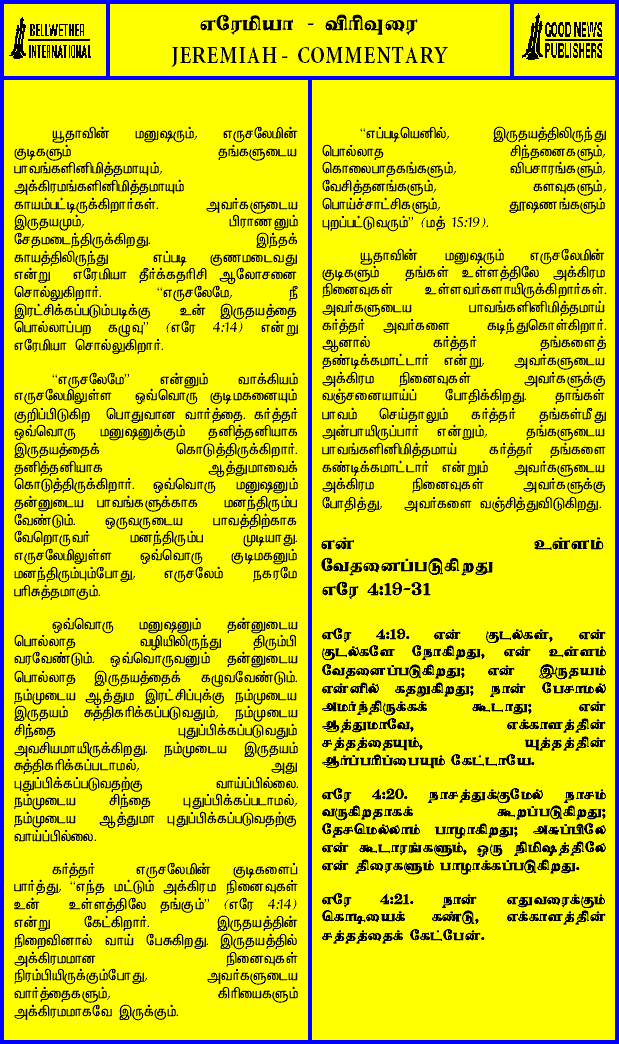 BELLWETHER
INTERNATIONAL
எரேமியா - விரிவுரை
JEREMIAH - COMMENTARY
GOOD NEWS
PUBLISHERS
யூதாவின் மனுஷரும், எருசலேமின்
குடிகளும் தங்களுடைய
பாவங்களினிமித்தமாயும்,
அக்கிரமங்களினிமித்தமாயும்
காயம்பட்டிருக்கிறார்கள். அவர்களுடைய
இருதயமும், பிராணனும்
சேதமடைந்திருக்கிறது. இந்தக்
காயத்திலிருந்து எப்படி குணமடைவது
என்று எரேமியா தீர்க்கதரிசி ஆலோசனை
சொல்லுகிறார். “எருசலேமே, நீ
இரட்சிக்கப்படும்படிக்கு உன் இருதயத்தை
பொல்லாப்பற கழுவு” (எரே 4:14) என்று
எரேமியா சொல்லுகிறார்.
“எருசலேமே” என்னும் வாக்கியம்
எருசலேமிலுள்ள ஒவ்வொரு குடிமகனையும்
குறிப்பிடுகிற பொதுவான வார்த்தை. கர்த்தர்
ஒவ்வொரு மனுஷனுக்கும் தனித்தனியாக
இருதயத்தைக் கொடுத்திருக்கிறார்.
தனித்தனியாக ஆத்துமாவைக்
கொடுத்திருக்கிறார். ஒவ்வொரு மனுஷனும்
தன்னுடைய பாவங்களுக்காக மனந்திரும்ப
வேண்டும். ஒருவருடைய பாவத்திற்காக
வேறொருவர் மனந்திரும்ப முடியாது.
எருசலேமிலுள்ள ஒவ்வொரு குடிமகனும்
மனந்திரும்பும்போது, எருசலேம் நகரமே
பரிசுத்தமாகும்.
ஒவ்வொரு மனுஷனும் தன்னுடைய
பொல்லாத வழியிலிருந்து திரும்பி
வரவேண்டும். ஒவ்வொருவனும் தன்னுடைய
பொல்லாத இருதயத்தைக் கழுவவேண்டும்.
நம்முடைய ஆத்தும இரட்சிப்புக்கு நம்முடைய
இருதயம் சுத்திகரிக்கப்படுவதும், நம்முடைய
சிந்தை புதுப்பிக்கப்படுவதும்
அவசியமாயிருக்கிறது. நம்முடைய இருதயம்
சுத்திகரிக்கப்படாமல், அது
புதுப்பிக்கப்படுவதற்கு வாய்ப்பில்லை.
நம்முடைய சிந்தை புதுப்பிக்கப்படாமல்,
நம்முடைய ஆத்துமா புதுப்பிக்கப்படுவதற்கு
வாய்ப்பில்லை.
கர்த்தர் எருசலேமின் குடிகளைப்
பார்த்து, “எந்த மட்டும் அக்கிரம நினைவுகள்
உன் உள்ளத்திலே தங்கும்” (எரே 4:14)
என்று கேட்கிறார். இருதயத்தின்
நிறைவினால் வாய் பேசுகிறது. இருதயத்தில்
அக்கிரமமான நினைவுகள்
நிரம்பியிருக்கும்போது, அவர்களுடைய
வார்த்தைகளும், கிரியைகளும்
அக்கிரமமாகவே இருக்கும்.
“எப்படியெனில், இருதயத்திலிருந்து
பொல்லாத சிந்தனைகளும்,
கொலைபாதகங்களும், விபசாரங்களும்,
வேசித்தனங்களும், களவுகளும்,
பொய்ச்சாட்சிகளும், தூஷணங்களும்
புறப்பட்டுவரும்” (மத் 15:19).
யூதாவின் மனுஷரும் எருசலேமின்
குடிகளும் தங்கள் உள்ளத்திலே அக்கிரம
நினைவுகள் உள்ளவர்களாயிருக்கிறார்கள்.
அவர்களுடைய பாவங்களினிமித்தமாய்
கர்த்தர் அவர்களை கடிந்துகொள்கிறார்.
ஆனால் கர்த்தர் தங்களைத்
தண்டிக்கமாட்டார் என்று, அவர்களுடைய
அக்கிரம நினைவுகள் அவர்களுக்கு
வஞ்சனையாய்ப் போதிக்கிறது. தாங்கள்
பாவம் செய்தாலும் கர்த்தர் தங்கள்மீது
அன்பாயிருப்பார் என்றும், தங்களுடைய
பாவங்களினிமித்தமாய் கர்த்தர் தங்களை
கண்டிக்கமாட்டார் என்றும் அவர்களுடைய
அக்கிரம நினைவுகள் அவர்களுக்கு
போதித்து, அவர்களை வஞ்சித்துவிடுகிறது.
என் உள்ளம்
வேதனைப்படுகிறது
எரே 4:19-31
எரே 4:19. என் குடல்கள், என்
குடல்களே நோகிறது, என் உள்ளம்
வேதனைப்படுகிறது; என் இருதயம்
என்னில் கதறுகிறது; நான் பேசாமல்
அமர்ந்திருக்கக் கூடாது; என்
ஆத்துமாவே, எக்காளத்தின்
சத்தத்தையும், யுத்தத்தின்
ஆர்ப்பரிப்பையும் கேட்டாயே.
எரே 4:20. நாசத்துக்குமேல் நாசம்
வருகிறதாகக் கூறப்படுகிறது;
தேசமெல்லாம் பாழாகிறது; அசுப்பிலே
என் கூடாரங்களும், ஒரு நிமிஷத்திலே
என் திரைகளும் பாழாக்கப்படுகிறது.
எரே 4:21. நான் எதுவரைக்கும்
கொடியைக் கண்டு, எக்காளத்தின்
சத்தத்தைக் கேட்பேன்.